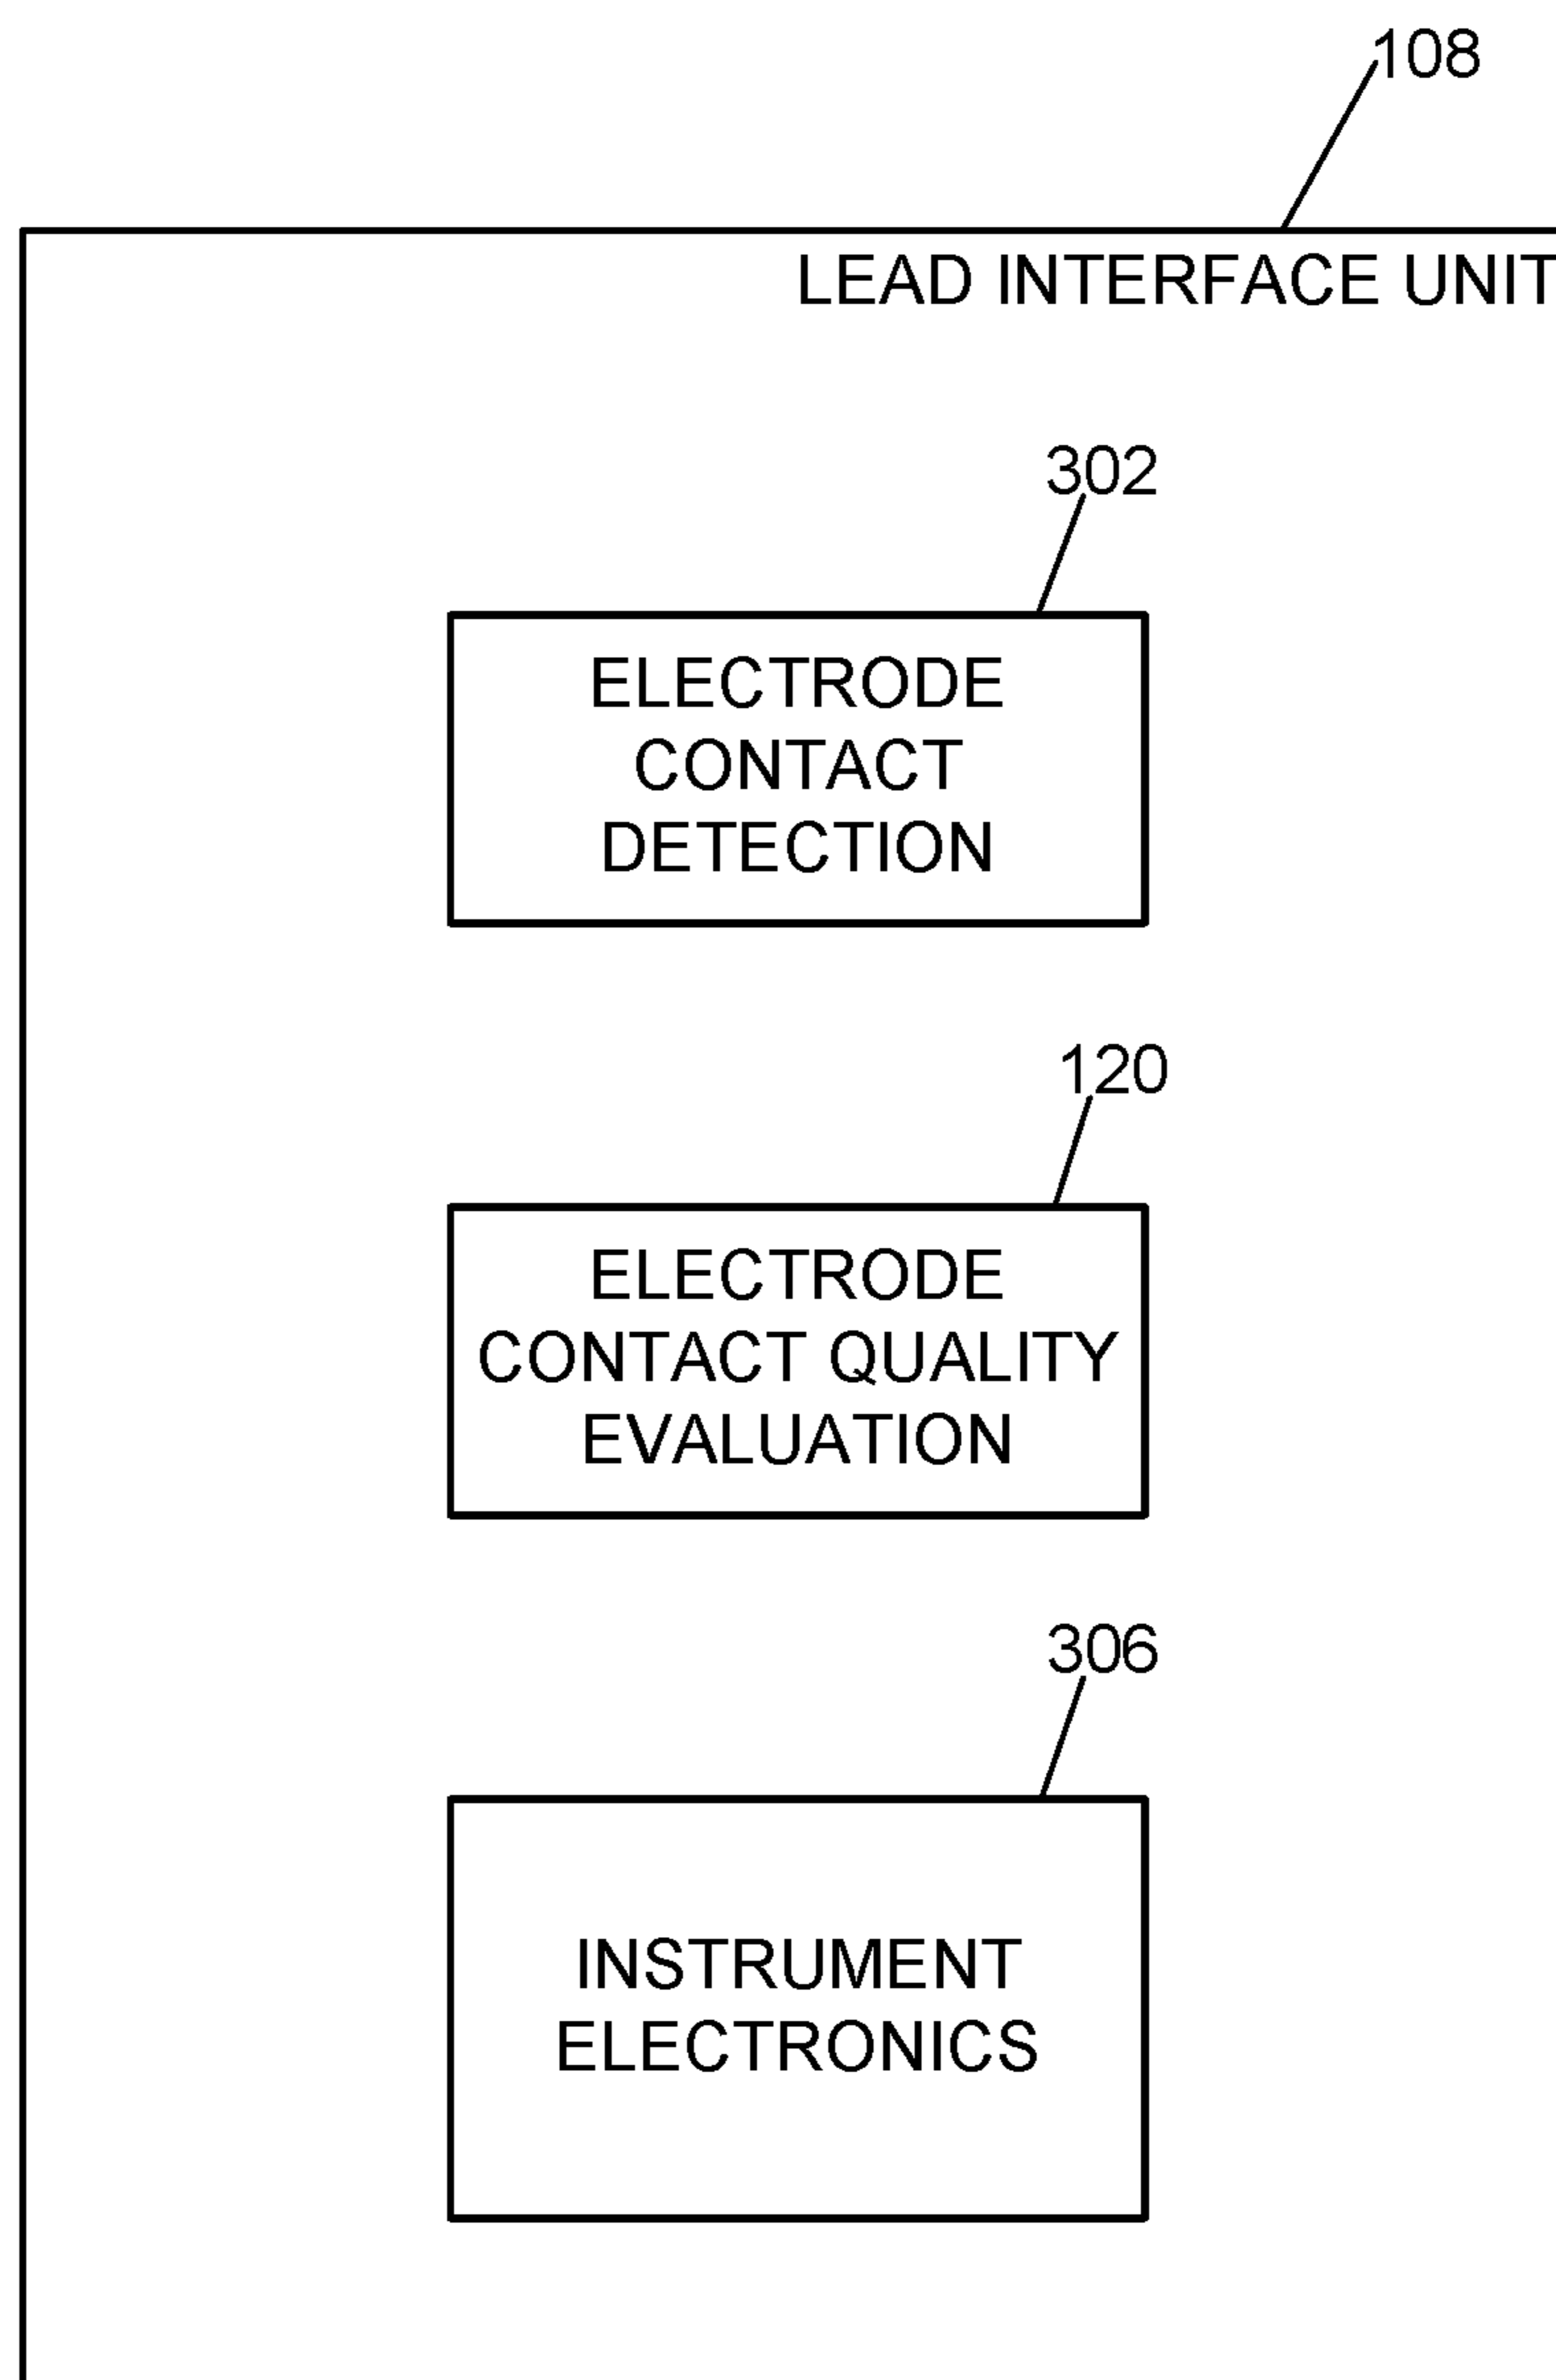 108
LEAD INTERFACE UNIT
302
ELECTRODE
CONTACT
DETECTION
120
ELECTRODE
CONTACT QUALITY
EVALUATION
306
INSTRUMENT
ELECTRONICS